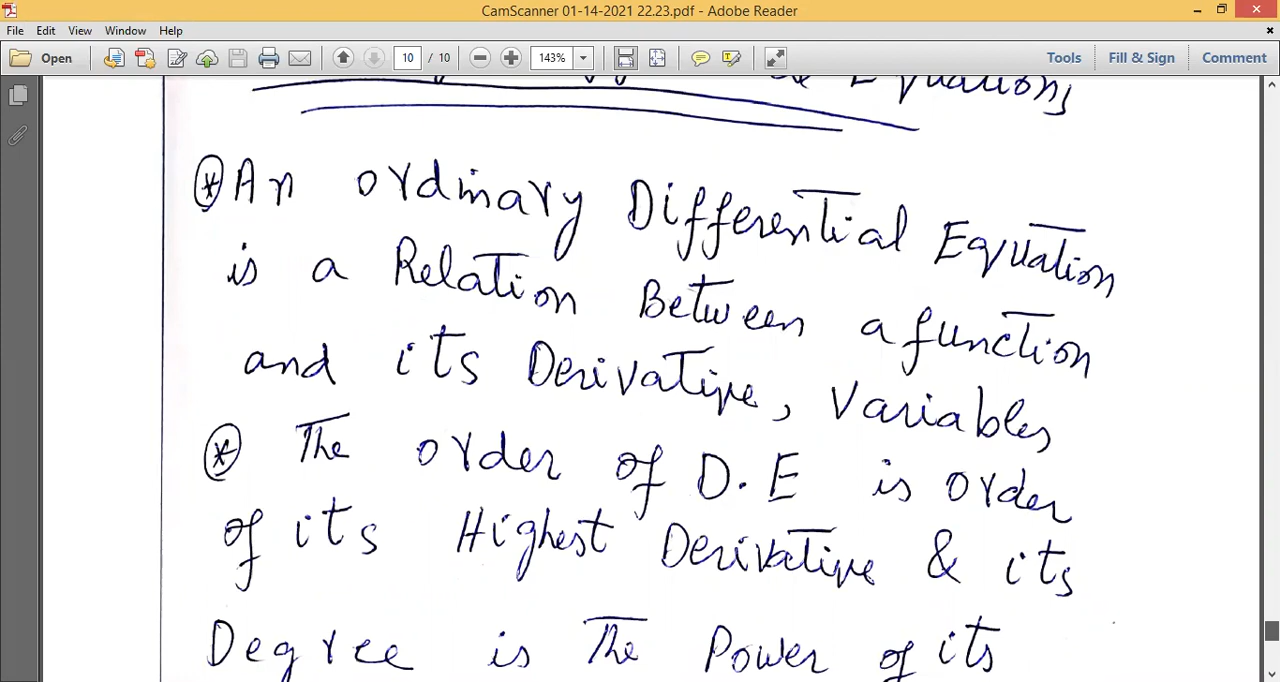 CamScanner 01-14-2021 22.23.pdf - Adobe Reader
File Edit View Window Help
Open 10 / 10 143% Tools Fill & Sign Comment
Equations
* An ordinary Differential Equation
is a Relation Between a function
and its Derivative, Variables
* The order of D.E is order
of its Highest Derivative & its
Degree is The Power of its